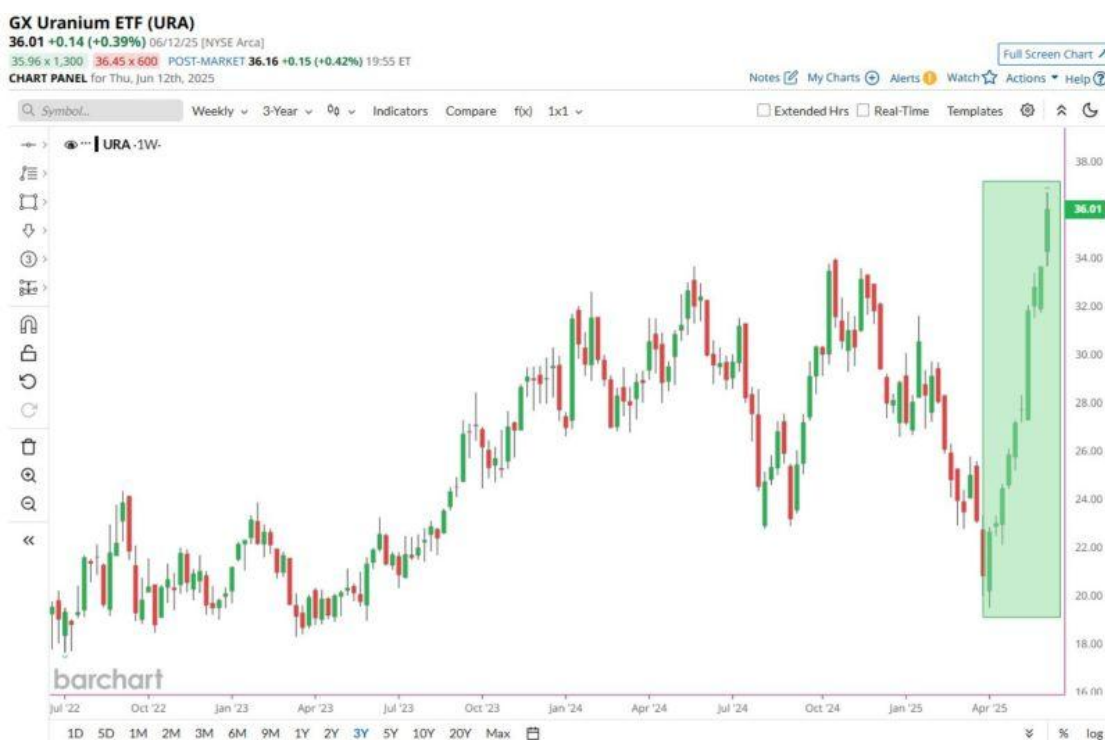 GX Uranium ETF (URA)
36.01 +0.14 (+0.39%) 06/12/25 [NYSE Arca]
35.96 x 1,300 36.45 x 600 POST-MARKET 36.16 +0.15 (+0.42%) 19:55 ET
Full Screen Chart
CHART PANEL for Thu, Jun 12th, 2025
Notes My Charts Alerts Watch Actions Help
Symbol... Weekly 3-Year Indicators Compare f(x) 1x1 Extended Hrs Real-Time Templates
URA ·1W·
38.00
36.01
34.00
32.00
30.00
28.00
26.00
24.00
22.00
20.00
18.00
16.00
barchart
Jul '22 Oct '22 Jan '23 Apr '23 Jul '23 Oct '23 Jan '24 Apr '24 Jul '24 Oct '24 Jan '25 Apr '25
1D 5D 1M 2M 3M 6M 9M 1Y 2Y 3Y 5Y 10Y 20Y Max % log